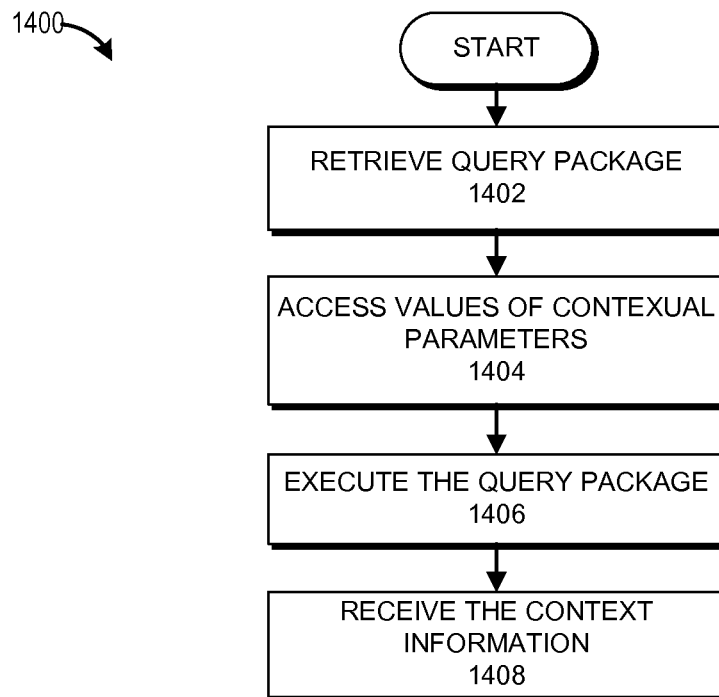 1400
START
RETRIEVE QUERY PACKAGE
1402
ACCESS VALUES OF CONTEXUAL
PARAMETERS
1404
EXECUTE THE QUERY PACKAGE
1406
RECEIVE THE CONTEXT
INFORMATION
1408